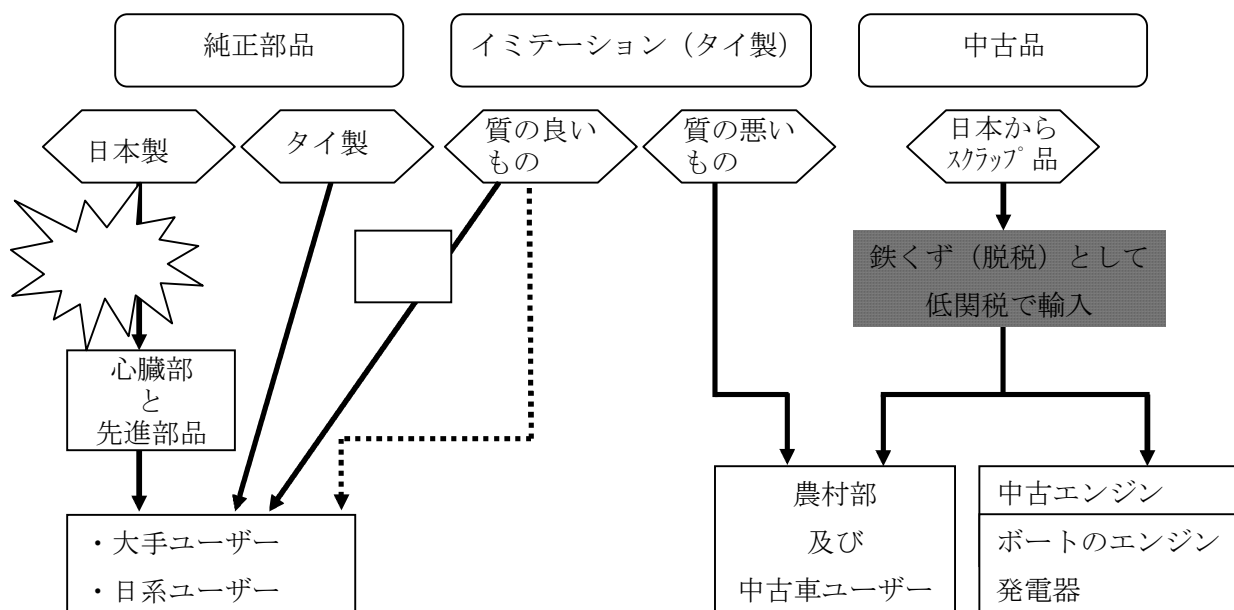 純正部品
イミテーション（タイ製）
中古品
日本製
タイ製
質の良い
もの
質の悪い
もの
日本から
ｽｸﾗｯﾌﾟ品
鉄くず（脱税）として
低関税で輸入
心臓部
と
先進部品
・大手ユーザー
・日系ユーザー
農村部
及び
中古車ユーザー
中古エンジン
ボートのエンジン
発電器